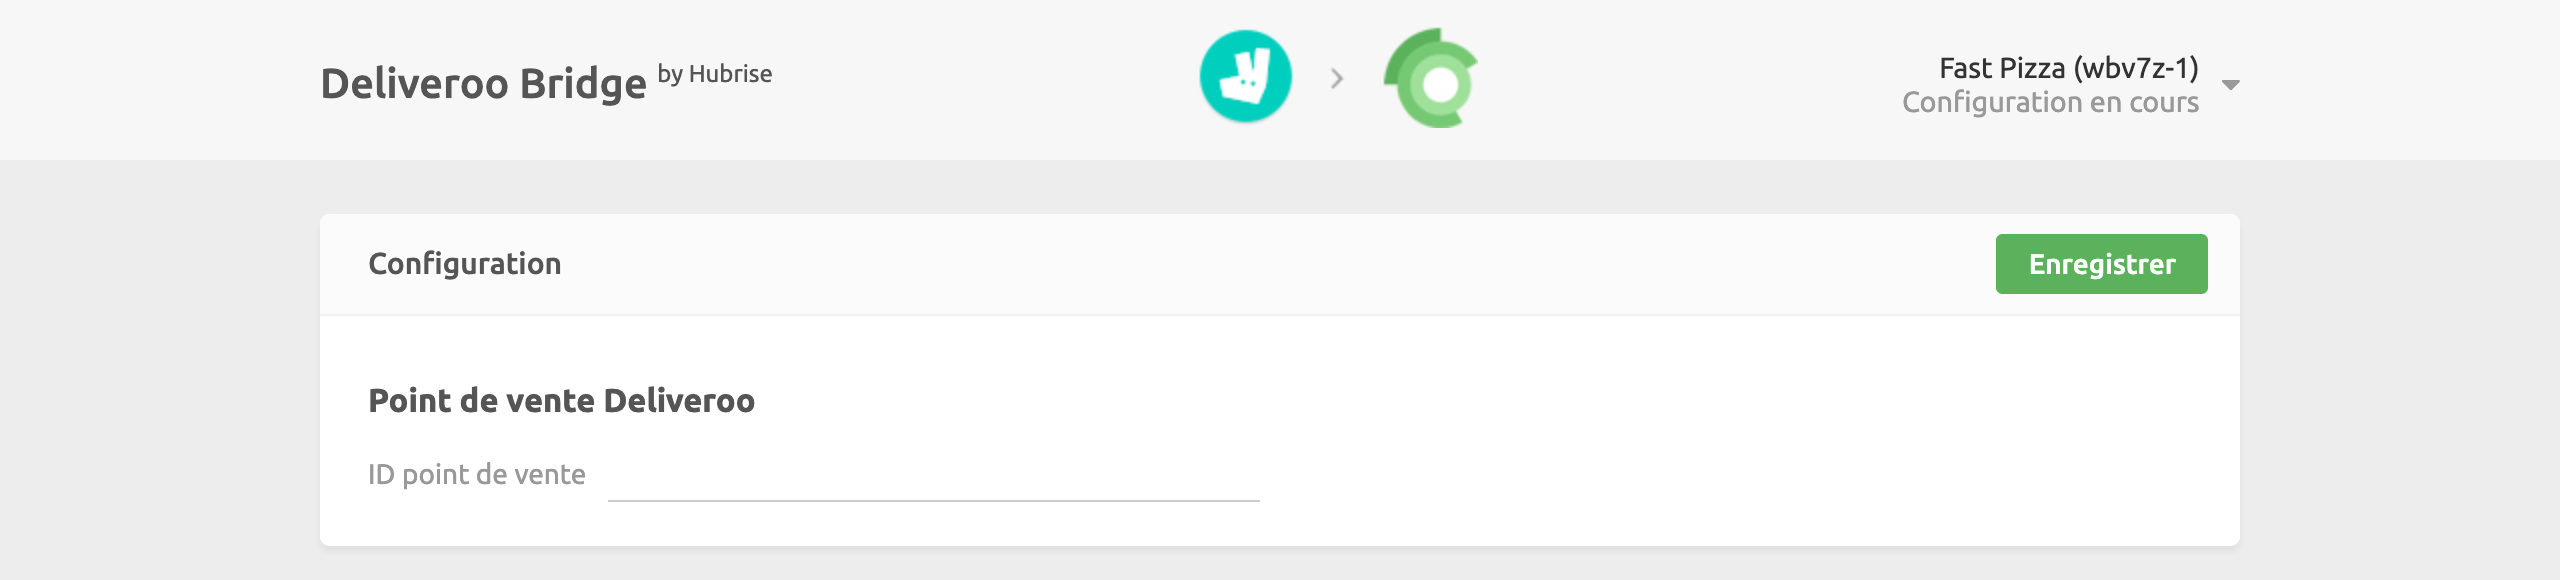 Deliveroo Bridge by Hubrise
Fast Pizza (wbv7z-1)
Configuration en cours
Configuration
Enregistrer
Point de vente Deliveroo
ID point de vente